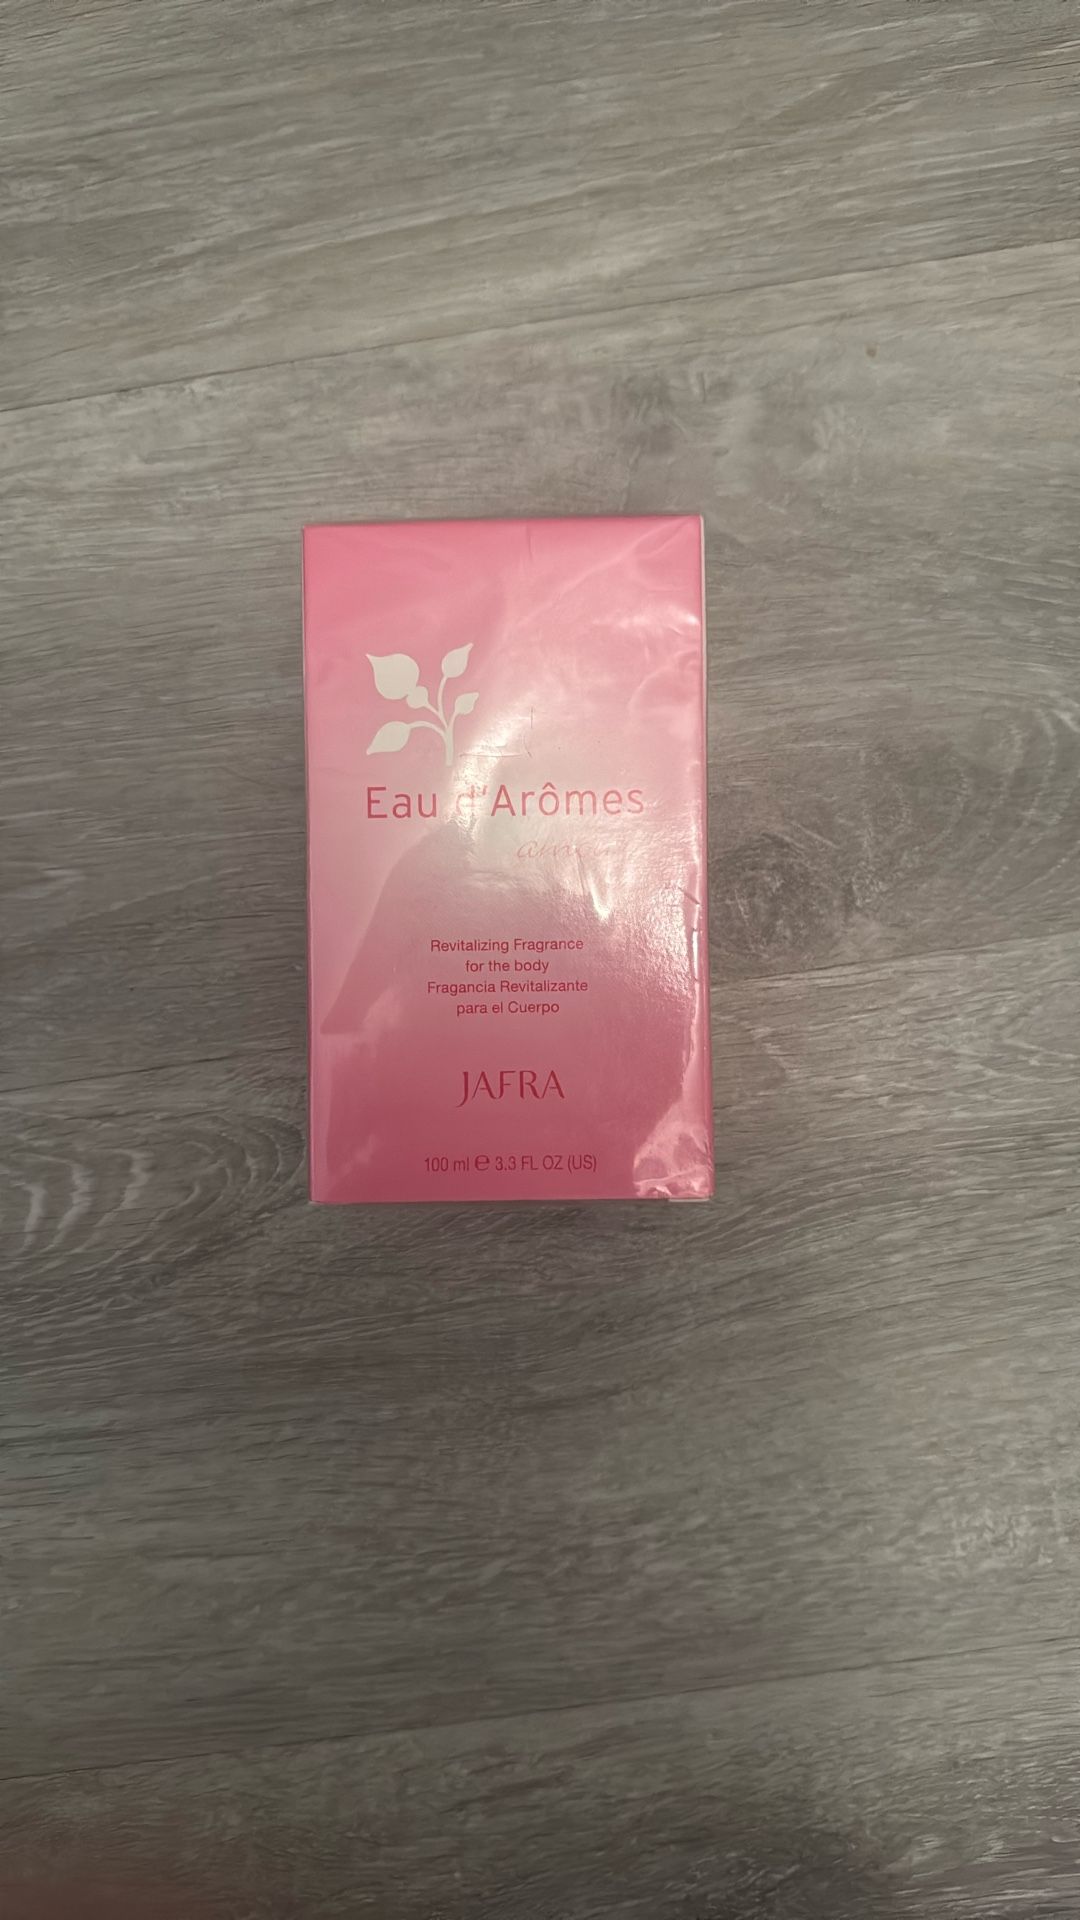 Eau d'Arômes
Revitalizing Fragrance
for the body
Fragancia Revitalizante
para el Cuerpo
JAFRA
100 ml ℮ 3.3 FL OZ (US)